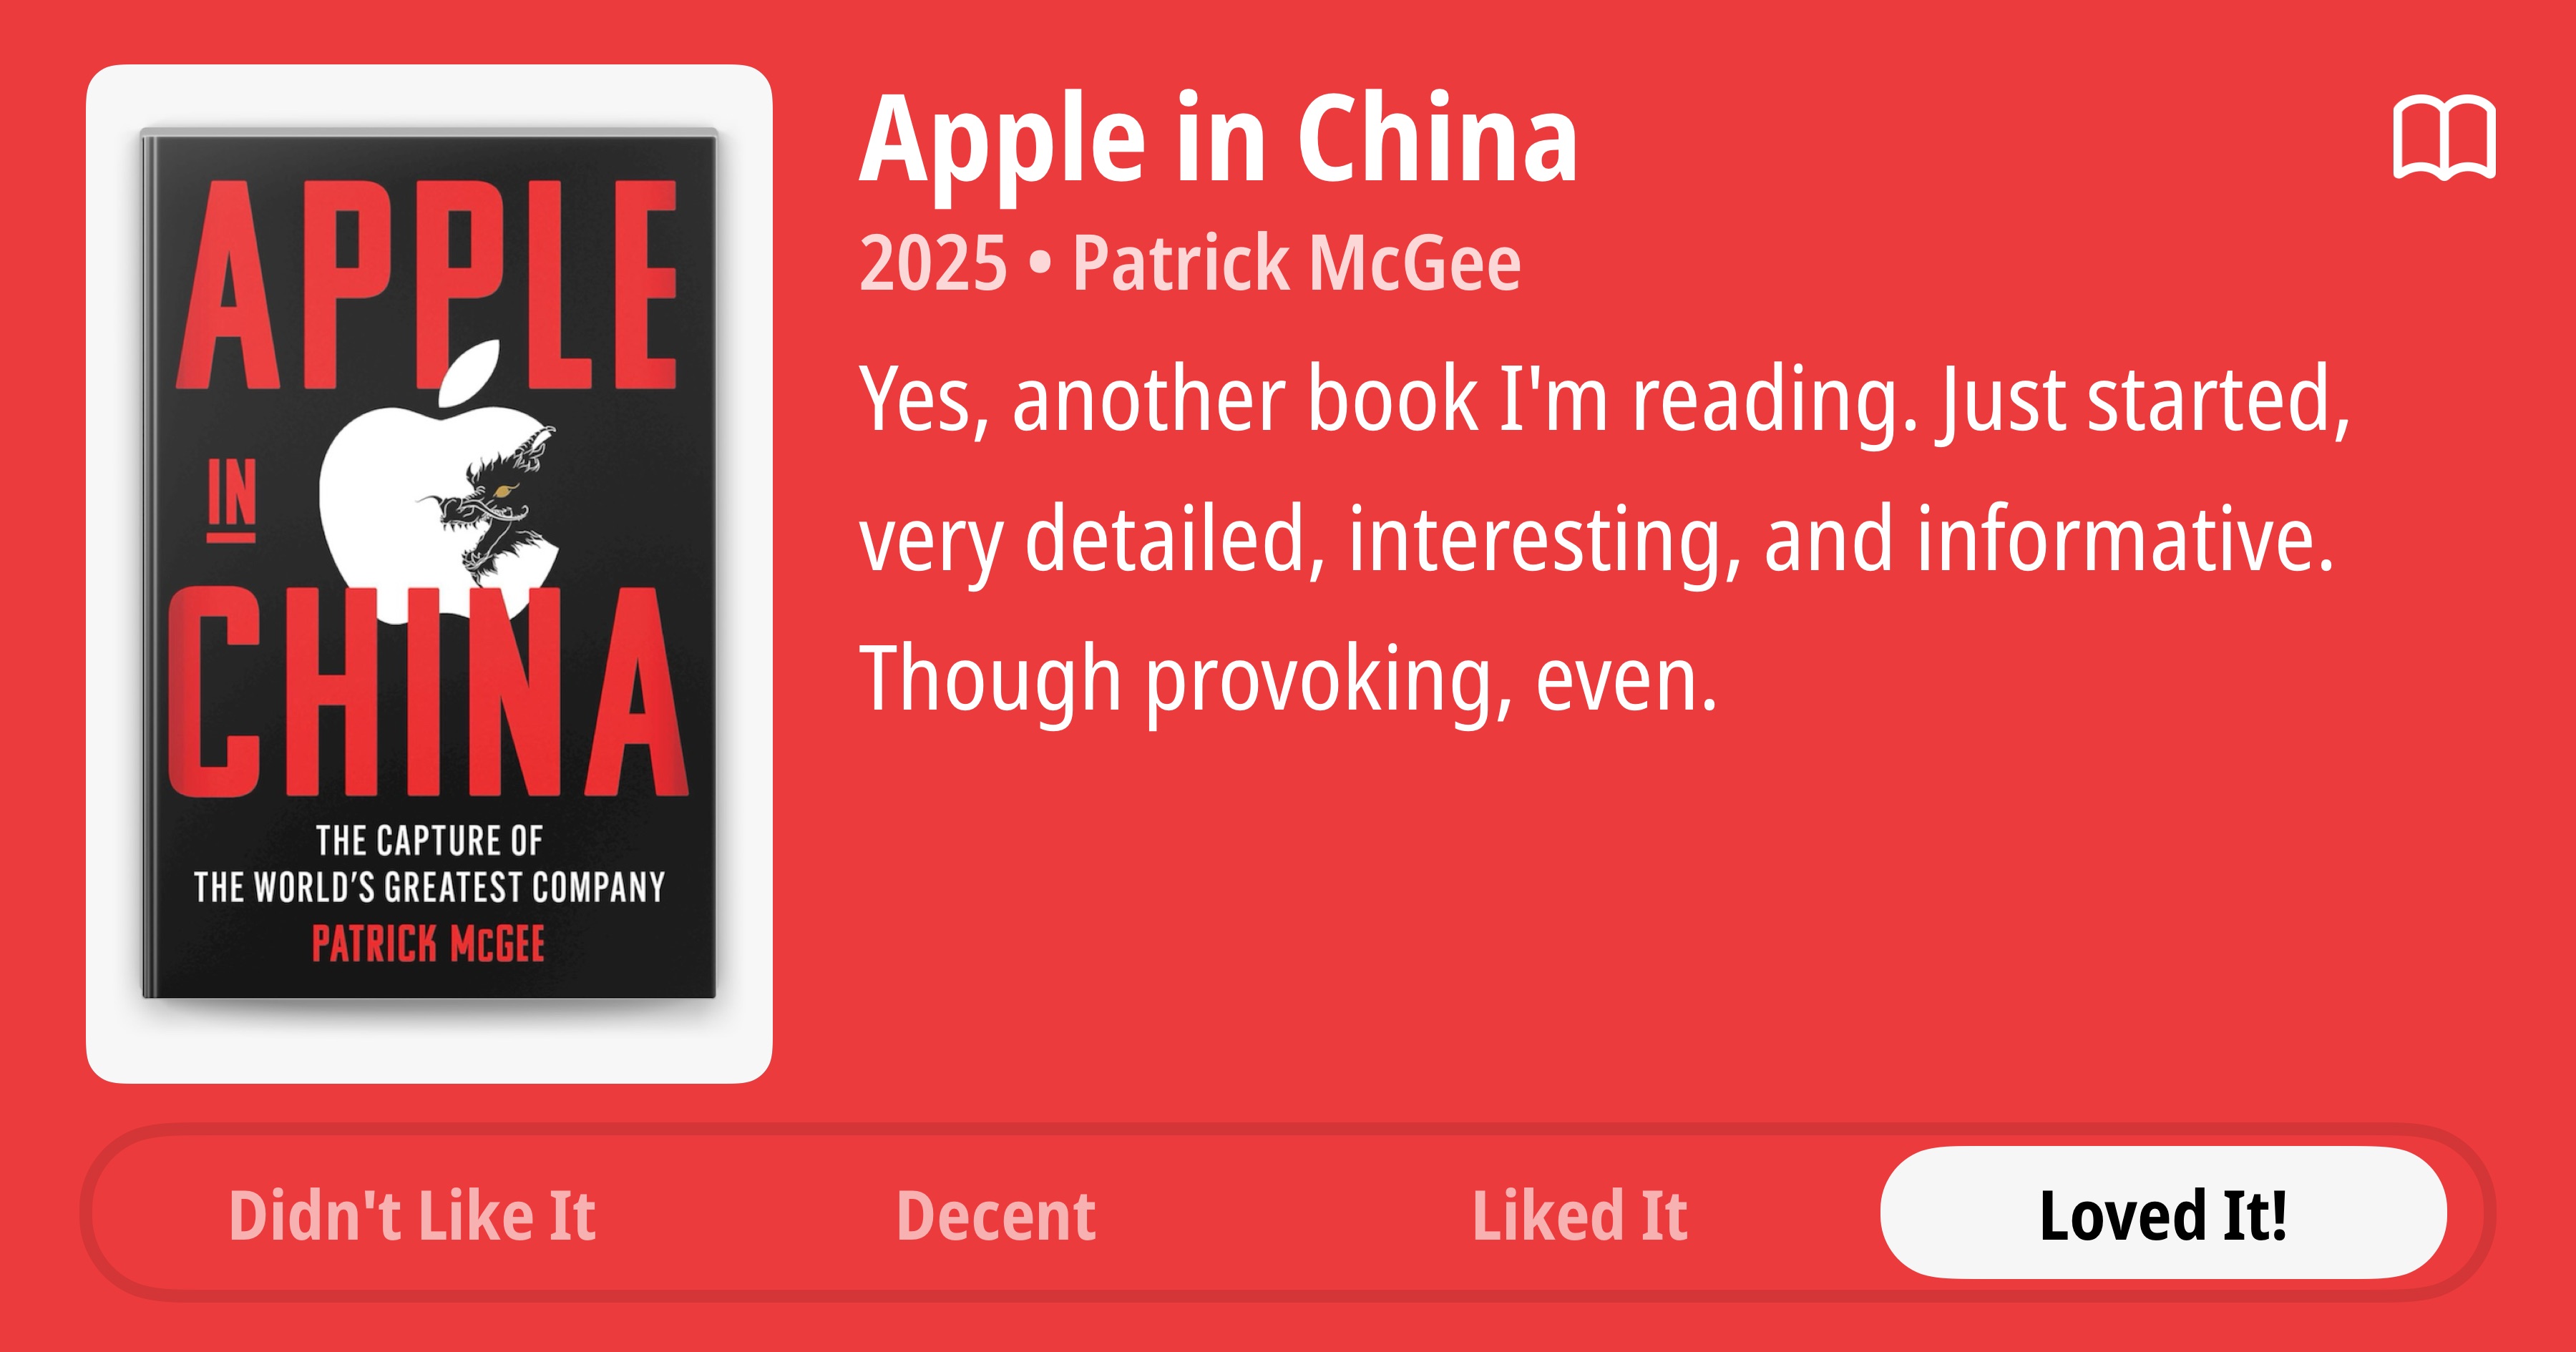 APPLE
IN
CHINA
THE CAPTURE OF
THE WORLD'S GREATEST COMPANY
PATRICK McGEE
Apple in China
2025 • Patrick McGee
Yes, another book I'm reading. Just started,
very detailed, interesting, and informative.
Though provoking, even.
Didn't Like It
Decent
Liked It
Loved It!